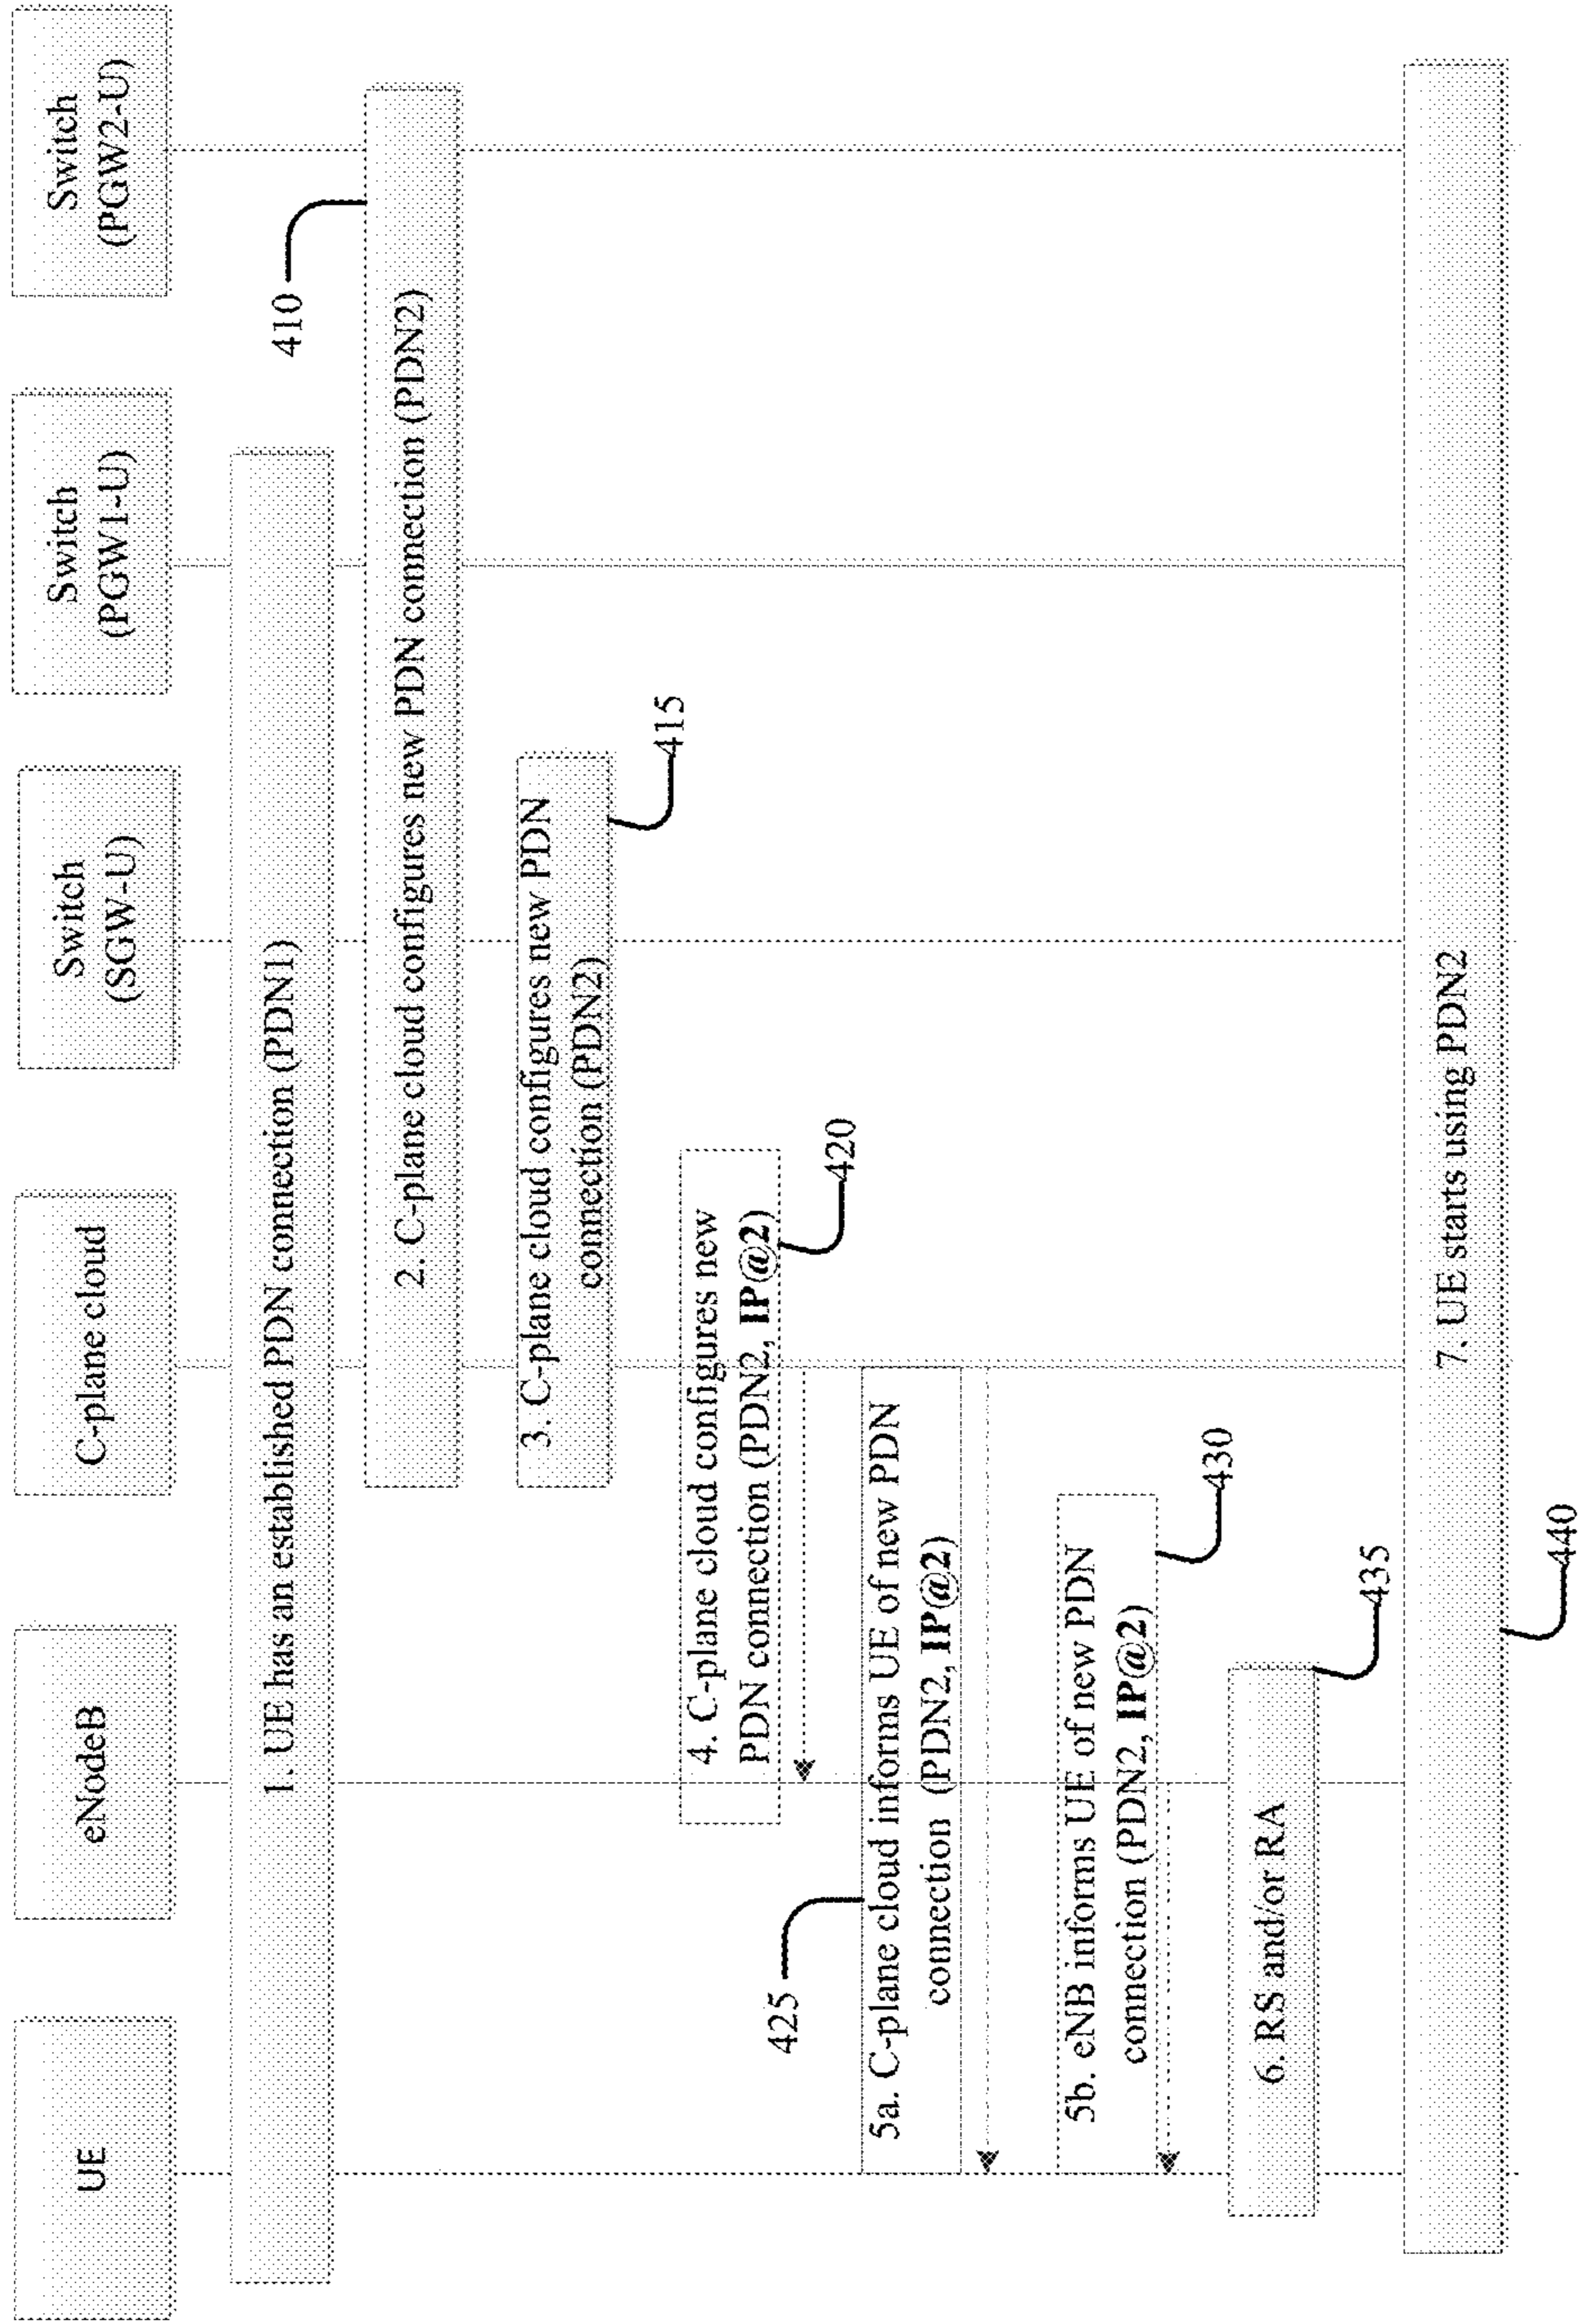 UE
eNodeB
C-plane cloud
Switch
(SGW-U)
Switch
(PGW1-U)
Switch
(PGW2-U)
1. UE has an established PDN connection (PDN1)
410
2. C-plane cloud configures new PDN connection (PDN2)
3. C-plane cloud configures new PDN
connection (PDN2)
415
4. C-plane cloud configures new
PDN connection (PDN2, IP@2)
420
425
5a. C-plane cloud informs UE of new PDN
connection (PDN2, IP@2)
5b. eNB informs UE of new PDN
connection (PDN2, IP@2)
430
6. RS and/or RA
435
7. UE starts using PDN2
440